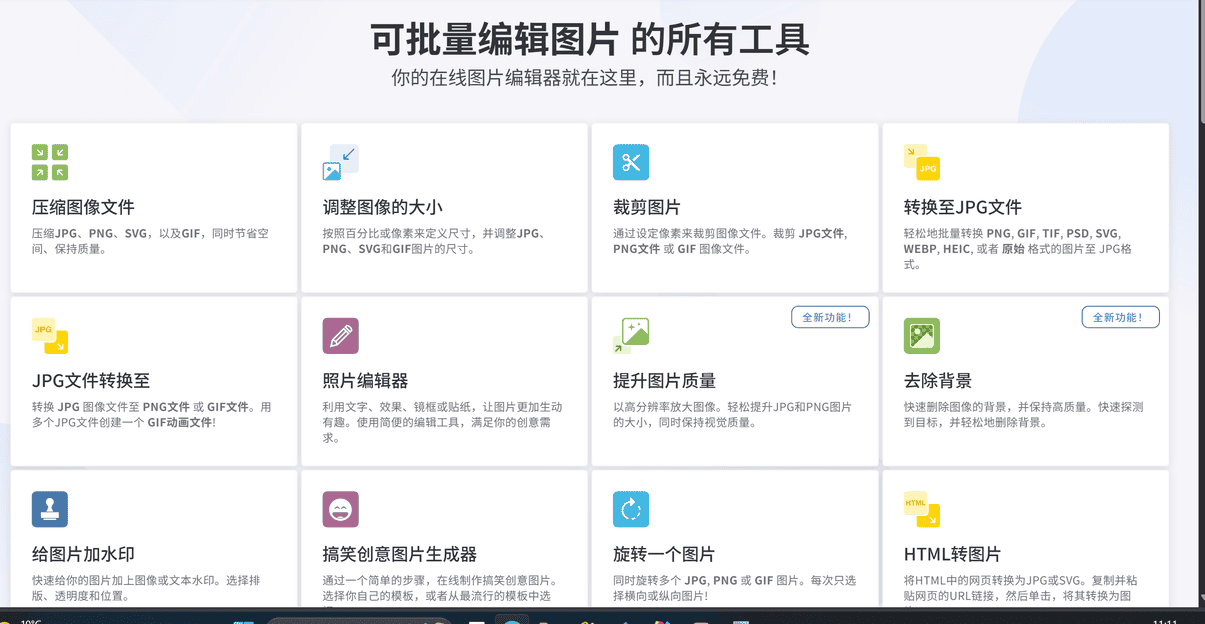 可批量编辑图片 的所有工具
你的在线图片编辑器就在这里，而且永远免费！
压缩图像文件
压缩JPG、PNG、SVG，以及GIF，同时节省空
间、保持质量。
调整图像的大小
按照百分比或像素来定义尺寸，并调整JPG、
PNG、SVG和GIF图片的尺寸。
裁剪图片
通过设定像素来裁剪图像文件。裁剪 JPG文件,
PNG文件 或 GIF 图像文件。
JPG
转换至JPG文件
轻松地批量转换 PNG, GIF, TIF, PSD, SVG,
WEBP, HEIC, 或者 原始 格式的图片至 JPG格
式。
JPG
JPG文件转换至
转换 JPG 图像文件至 PNG文件 或 GIF文件。用
多个JPG文件创建一个 GIF动画文件!
照片编辑器
利用文字、效果、镜框或贴纸，让图片更加生动
有趣。使用简便的编辑工具，满足你的创意需
求。
全新功能！
提升图片质量
以高分辨率放大图像。轻松提升JPG和PNG图片
的大小，同时保持视觉质量。
全新功能！
去除背景
快速删除图像的背景，并保持高质量。快速探测
到目标，并轻松地删除背景。
给图片加水印
快速给你的图片加上图像或文本水印。选择排
版、透明度和位置。
搞笑创意图片生成器
通过一个简单的步骤，在线制作搞笑创意图片。
选择你自己的模板，或者从最流行的模板中选
旋转一个图片
同时旋转多个 JPG, PNG 或 GIF 图片。每次只选
择横向或纵向图片!
HTML
HTML转图片
将HTML中的网页转换为JPG或SVG。复制并粘
贴网页的URL链接，然后单击，将其转换为图